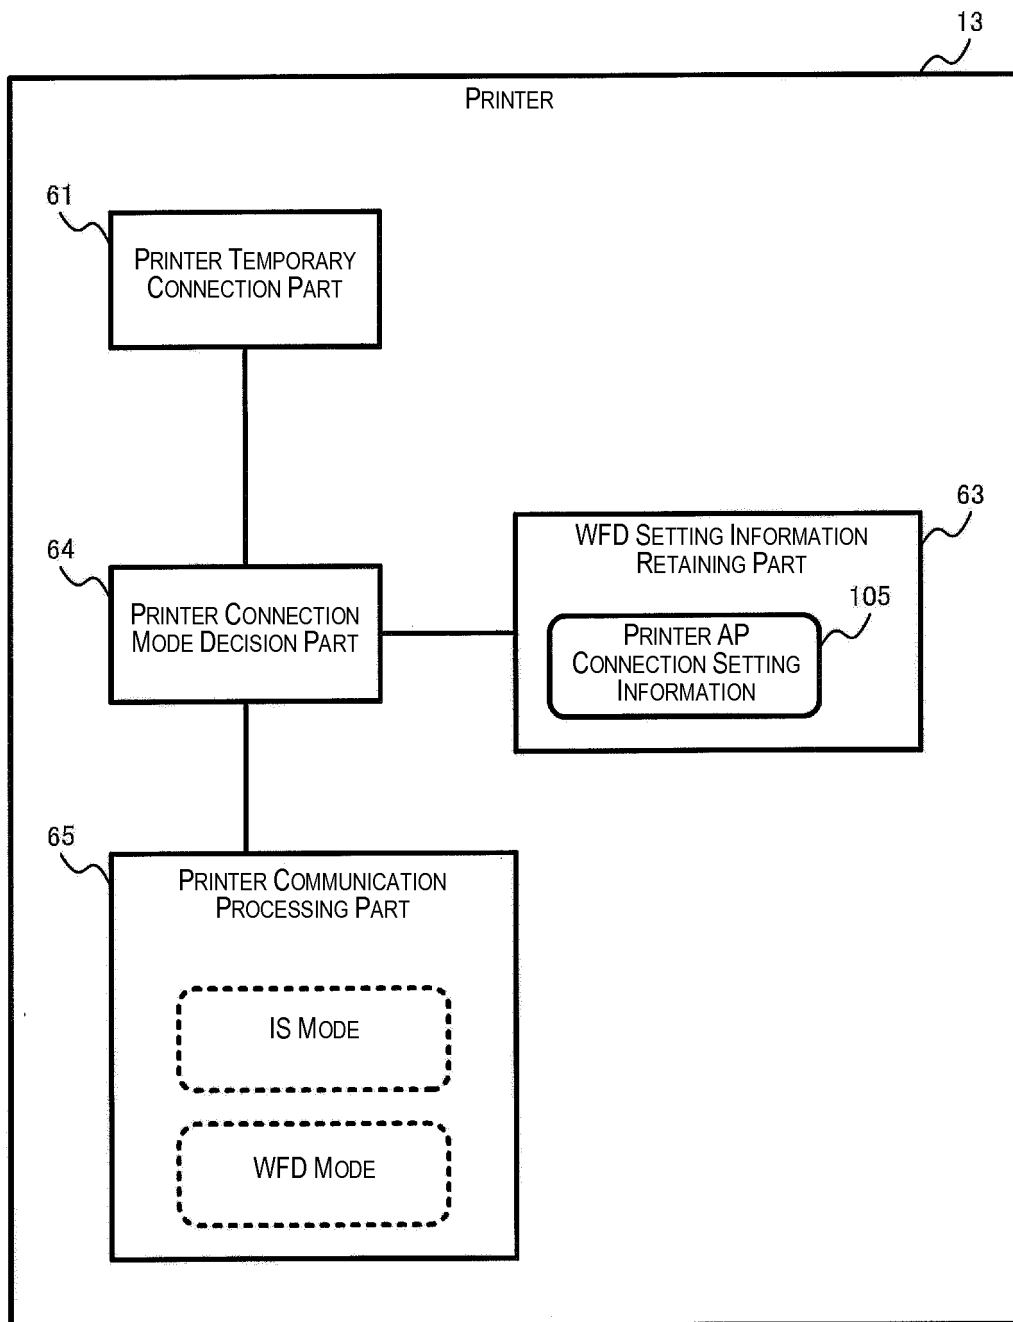 13
PRINTER
61
PRINTER TEMPORARY
CONNECTION PART
63
WFD SETTING INFORMATION
RETAINING PART
64
PRINTER CONNECTION
MODE DECISION PART
105
PRINTER AP
CONNECTION SETTING
INFORMATION
65
PRINTER COMMUNICATION
PROCESSING PART
IS MODE
WFD MODE